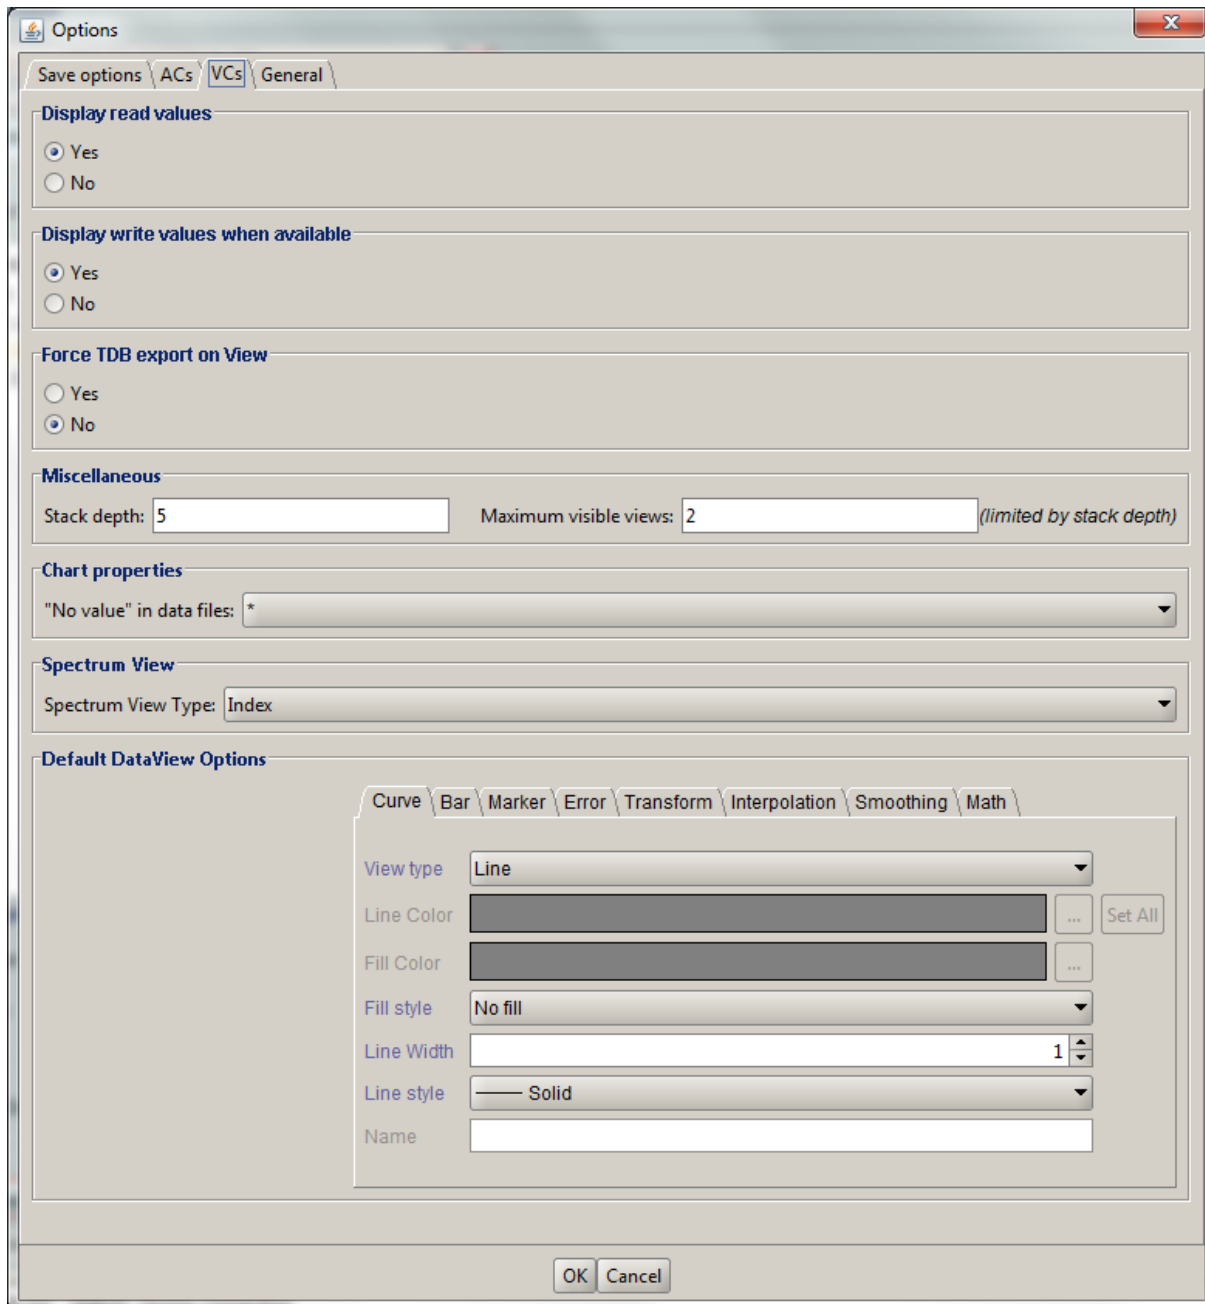 Options
Save options ACs VCs General
Display read values
Yes
No
Display write values when available
Yes
No
Force TDB export on View
Yes
No
Miscellaneous
Stack depth: 5 Maximum visible views: 2 (limited by stack depth)
Chart properties
"No value" in data files: *
Spectrum View
Spectrum View Type: Index
Default DataView Options
Curve Bar Marker Error Transform Interpolation Smoothing Math
View type Line
Line Color ... Set All
Fill Color ...
Fill style No fill
Line Width 1
Line style Solid
Name
OK Cancel